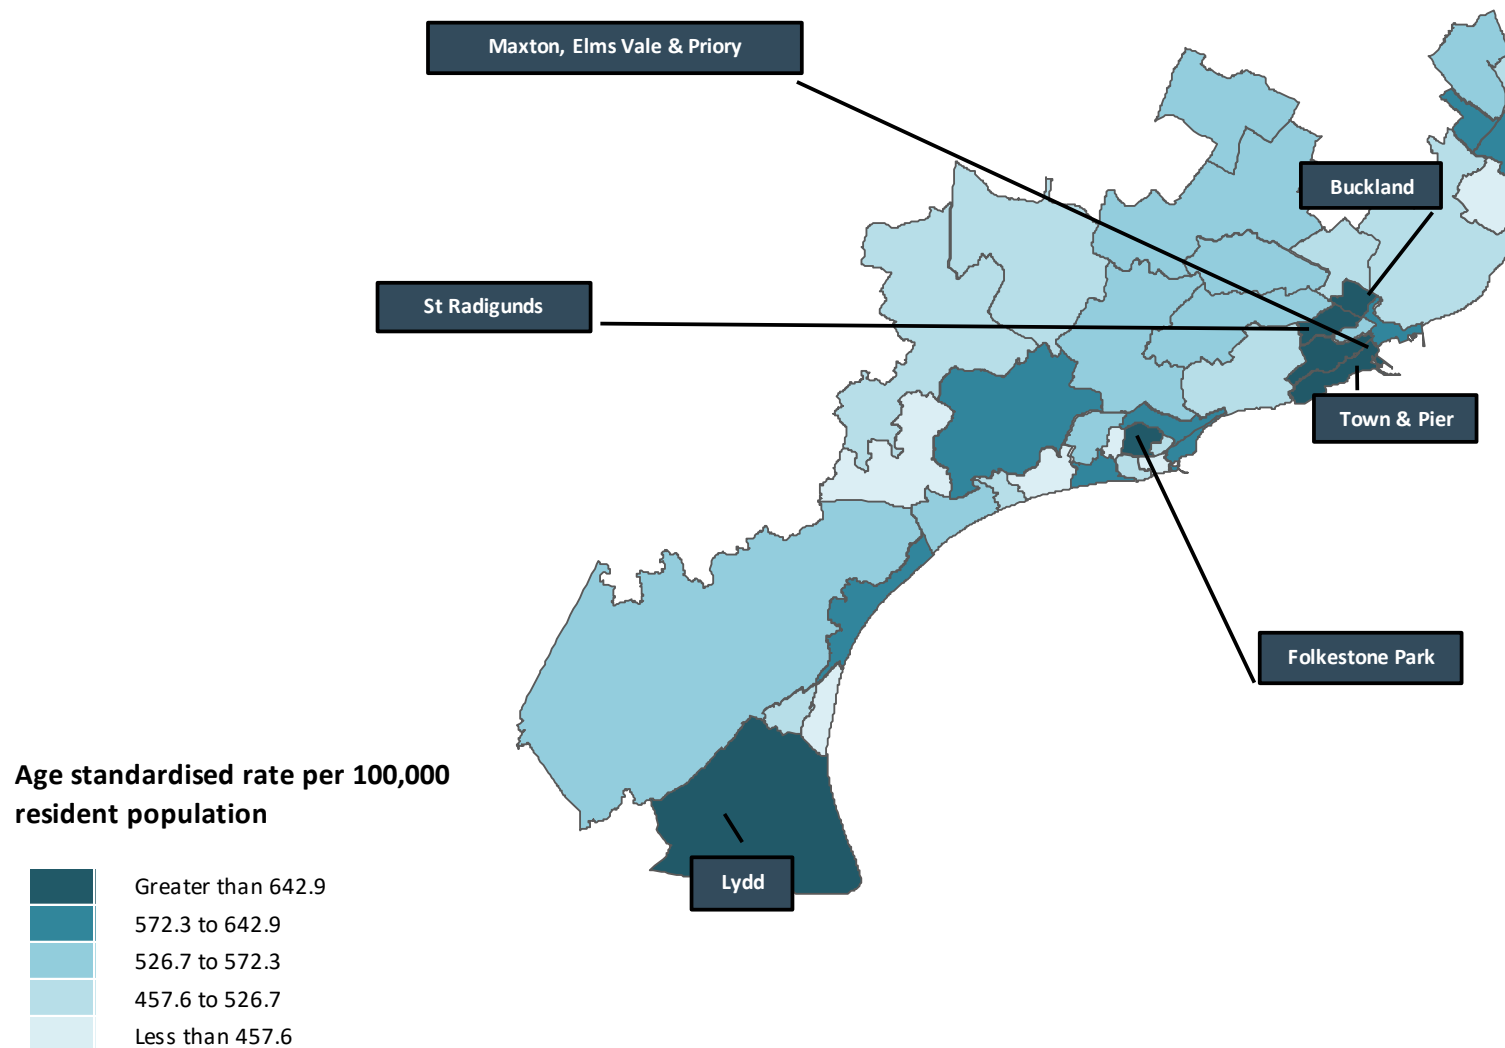 Maxton, Elms Vale & Priory
Buckland
St Radigunds
Town & Pier
Folkestone Park
Age standardised rate per 100,000
resident population
Lydd
Greater than 642.9
572.3 to 642.9
526.7 to 572.3
457.6 to 526.7
Less than 457.6